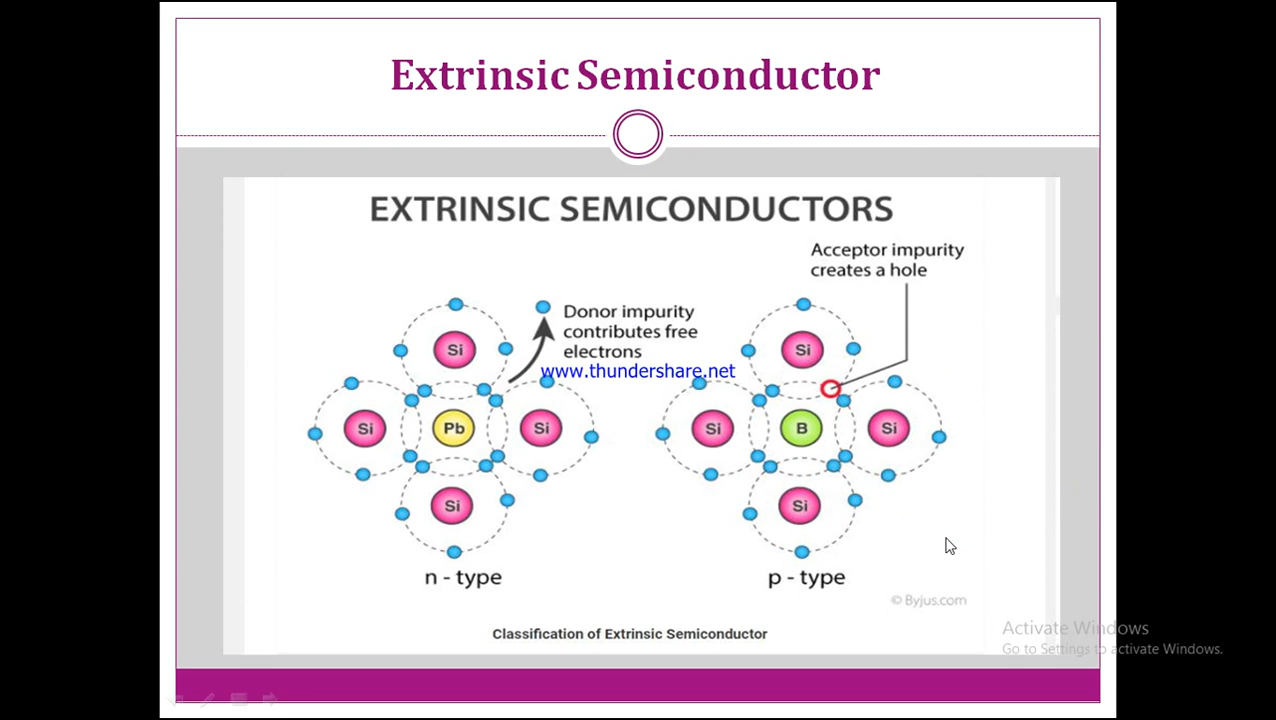 Extrinsic Semiconductor
EXTRINSIC SEMICONDUCTORS
Acceptor impurity
creates a hole
Donor impurity
contributes free
electrons
www.thundershare.net
Si
Si
Si
Pb
Si
Si
B
Si
Si
Si
n - type
p - type
© Byjus.com
Classification of Extrinsic Semiconductor
Activate Windows
Go to Settings to activate Windows.